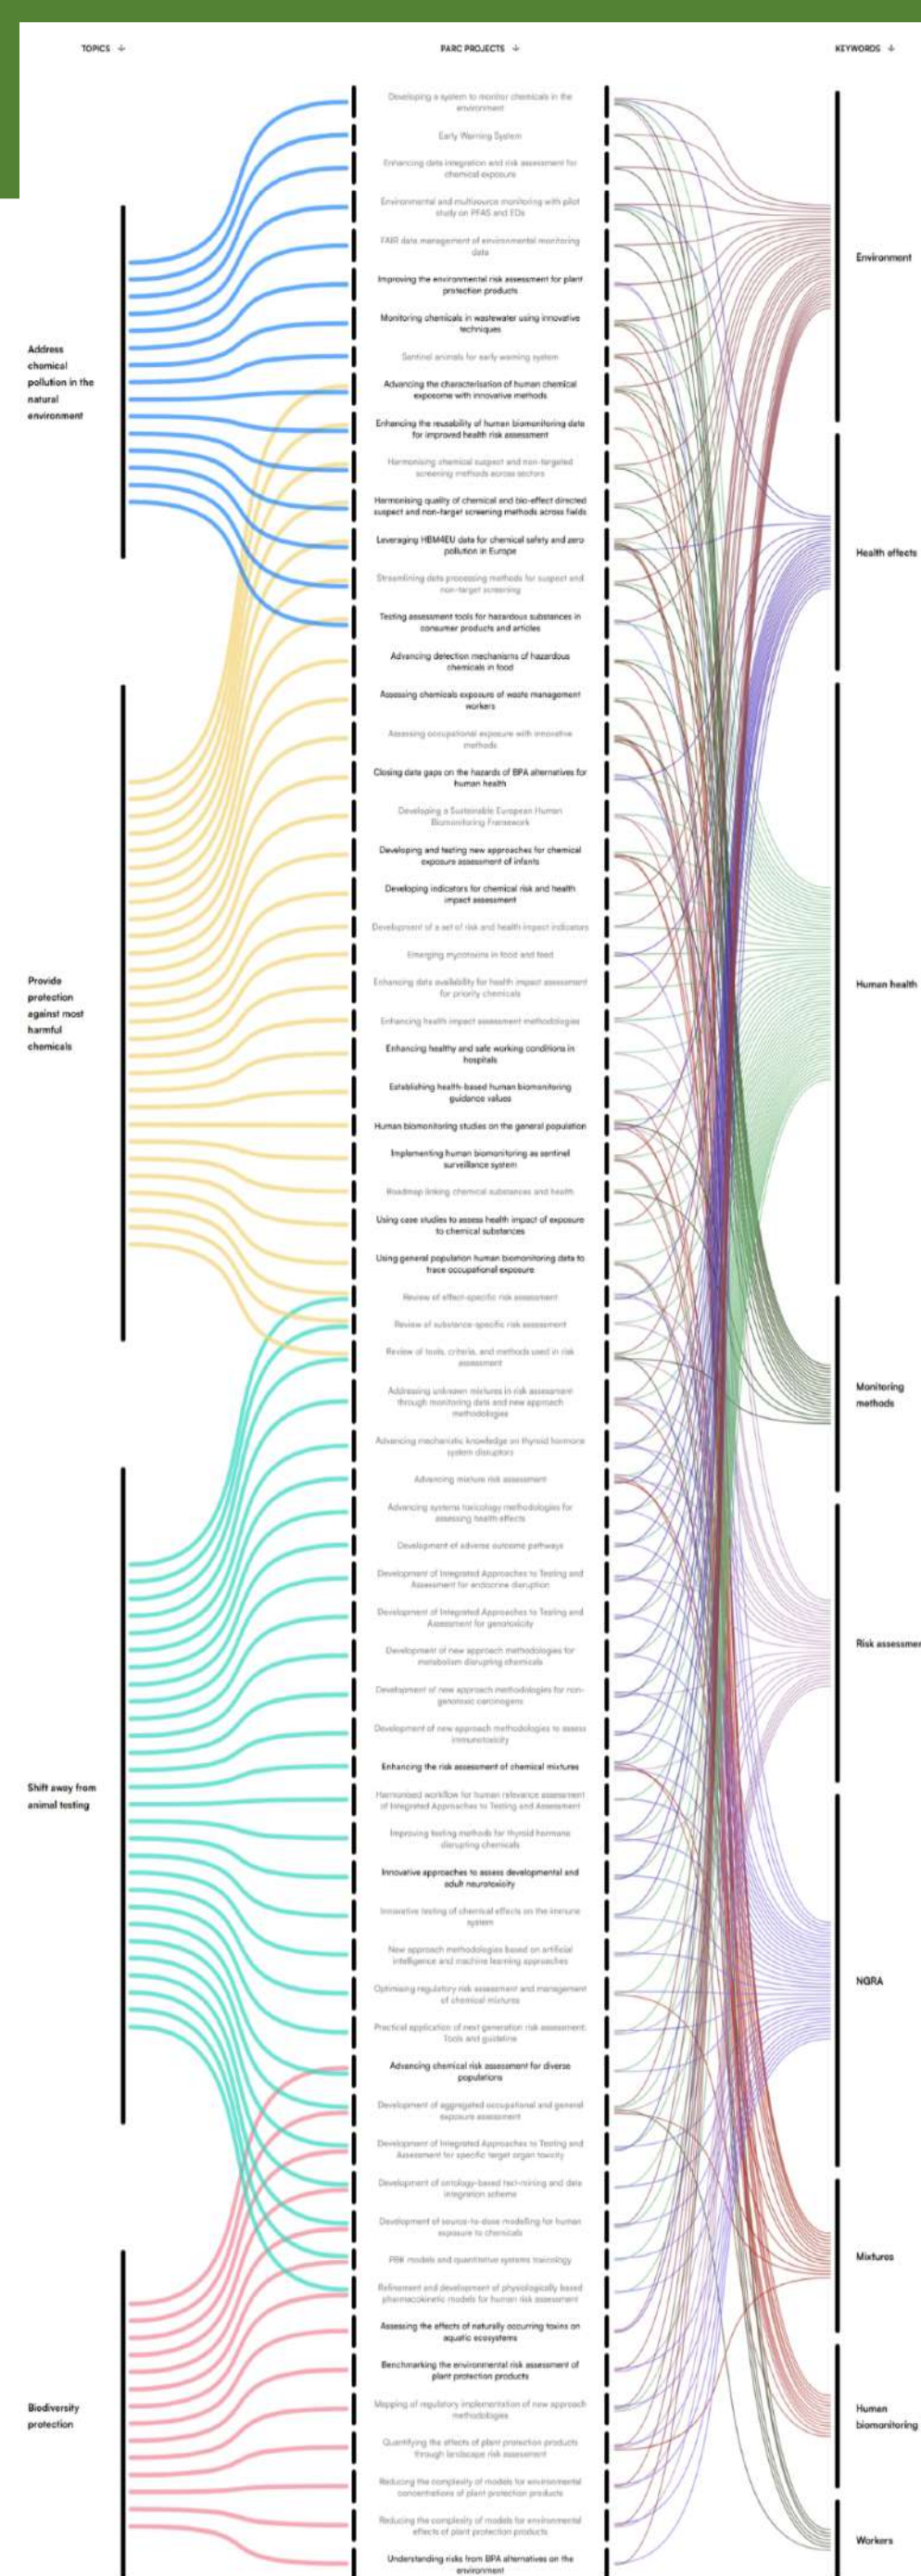 TOPICS ↓
PARC PROJECTS ↓
KEYWORDS ↓
Address
chemical
pollution in the
natural
environment
Provide
protection
against most
harmful
chemicals
Shift away from
animal testing
Biodiversity
protection
Developing a system to monitor chemicals in the
environment
Early Warning System
Enhancing data integration and risk assessment for
chemical exposure
Environmental and multisource monitoring with pilot
study on PFAS and EDs
FAIR data management of environmental monitoring
data
Improving the environmental risk assessment for plant
protection products
Monitoring chemicals in wastewater using innovative
techniques
Sentinel animals for early warning system
Advancing the characterisation of human chemical
exposome with innovative methods
Enhancing the reusability of human biomonitoring data
for improved health risk assessment
Harmonising chemical suspect and non-targeted
screening methods across sectors
Harmonising quality of chemical and bio-effect directed
suspect and non-target screening methods across fields
Leveraging HBM4EU data for chemical safety and zero
pollution in Europe
Streamlining data processing methods for suspect and
non-target screening
Testing assessment tools for hazardous substances in
consumer products and articles
Advancing detection mechanisms of hazardous
chemicals in food
Assessing chemicals exposure of waste management
workers
Assessing occupational exposure with innovative
methods
Closing data gaps on the hazards of BPA alternatives for
human health
Developing a Sustainable European Human
Biomonitoring Framework
Developing and testing new approaches for chemical
exposure assessment of infants
Developing indicators for chemical risk and health
impact assessment
Development of a set of risk and health impact indicators
Emerging mycotoxins in food and feed
Enhancing data availability for health impact assessment
for priority chemicals
Enhancing health impact assessment methodologies
Enhancing healthy and safe working conditions in
hospitals
Establishing health-based human biomonitoring
guidance values
Human biomonitoring studies on the general population
Implementing human biomonitoring as sentinel
surveillance system
Roadmap linking chemical substances and health
Using case studies to assess health impact of exposure
to chemical substances
Using general population human biomonitoring data to
trace occupational exposure
Review of effect-specific risk assessment
Review of substance-specific risk assessment
Review of tools, criteria, and methods used in risk
assessment
Addressing unknown mixtures in risk assessment
through monitoring data and new approach
methodologies
Advancing mechanistic knowledge on thyroid hormone
system disruptors
Advancing mixture risk assessment
Advancing systems toxicology methodologies for
assessing health effects
Development of adverse outcome pathways
Development of Integrated Approaches to Testing and
Assessment for endocrine disruption
Development of Integrated Approaches to Testing and
Assessment for genotoxicity
Development of new approach methodologies for
metabolism disrupting chemicals
Development of new approach methodologies for non-
genotoxic carcinogens
Development of new approach methodologies to assess
immunotoxicity
Enhancing the risk assessment of chemical mixtures
Harmonised workflow for human relevance assessment
of Integrated Approaches to Testing and Assessment
Improving testing methods for thyroid hormone
disrupting chemicals
Innovative approaches to assess developmental and
adult neurotoxicity
Innovative testing of chemical effects on the immune
system
New approach methodologies based on artificial
intelligence and machine learning approaches
Optimising regulatory risk assessment and management
of chemical mixtures
Practical application of next generation risk assessment:
Tools and guideline
Advancing chemical risk assessment for diverse
populations
Development of aggregated occupational and general
exposure assessment
Development of Integrated Approaches to Testing and
Assessment for specific target organ toxicity
Development of ontology-based text-mining and data
integration scheme
Development of source-to-dose modelling for human
exposure to chemicals
PBK models and quantitative systems toxicology
Refinement and development of physiologically based
pharmacokinetic models for human risk assessment
Assessing the effects of naturally occurring toxins on
aquatic ecosystems
Benchmarking the environmental risk assessment of
plant protection products
Mapping of regulatory implementation of new approach
methodologies
Quantifying the effects of plant protection products
through landscape risk assessment
Reducing the complexity of models for environmental
concentrations of plant protection products
Reducing the complexity of models for environmental
effects of plant protection products
Understanding risks from BPA alternatives on the
environment
Environment
Health effects
Human health
Monitoring
methods
Risk assessmen
NGRA
Mixtures
Human
biomonitoring
Workers